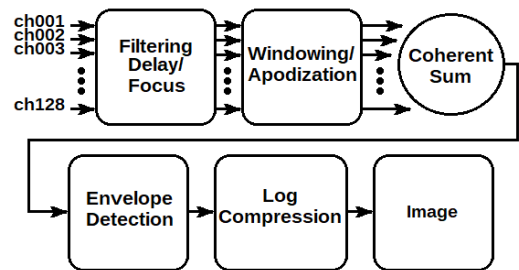 ch001
ch002
ch003
ch128
Filtering
Delay/
Focus
Windowing/
Apodization
Coherent
Sum
Envelope
Detection
Log
Compression
Image